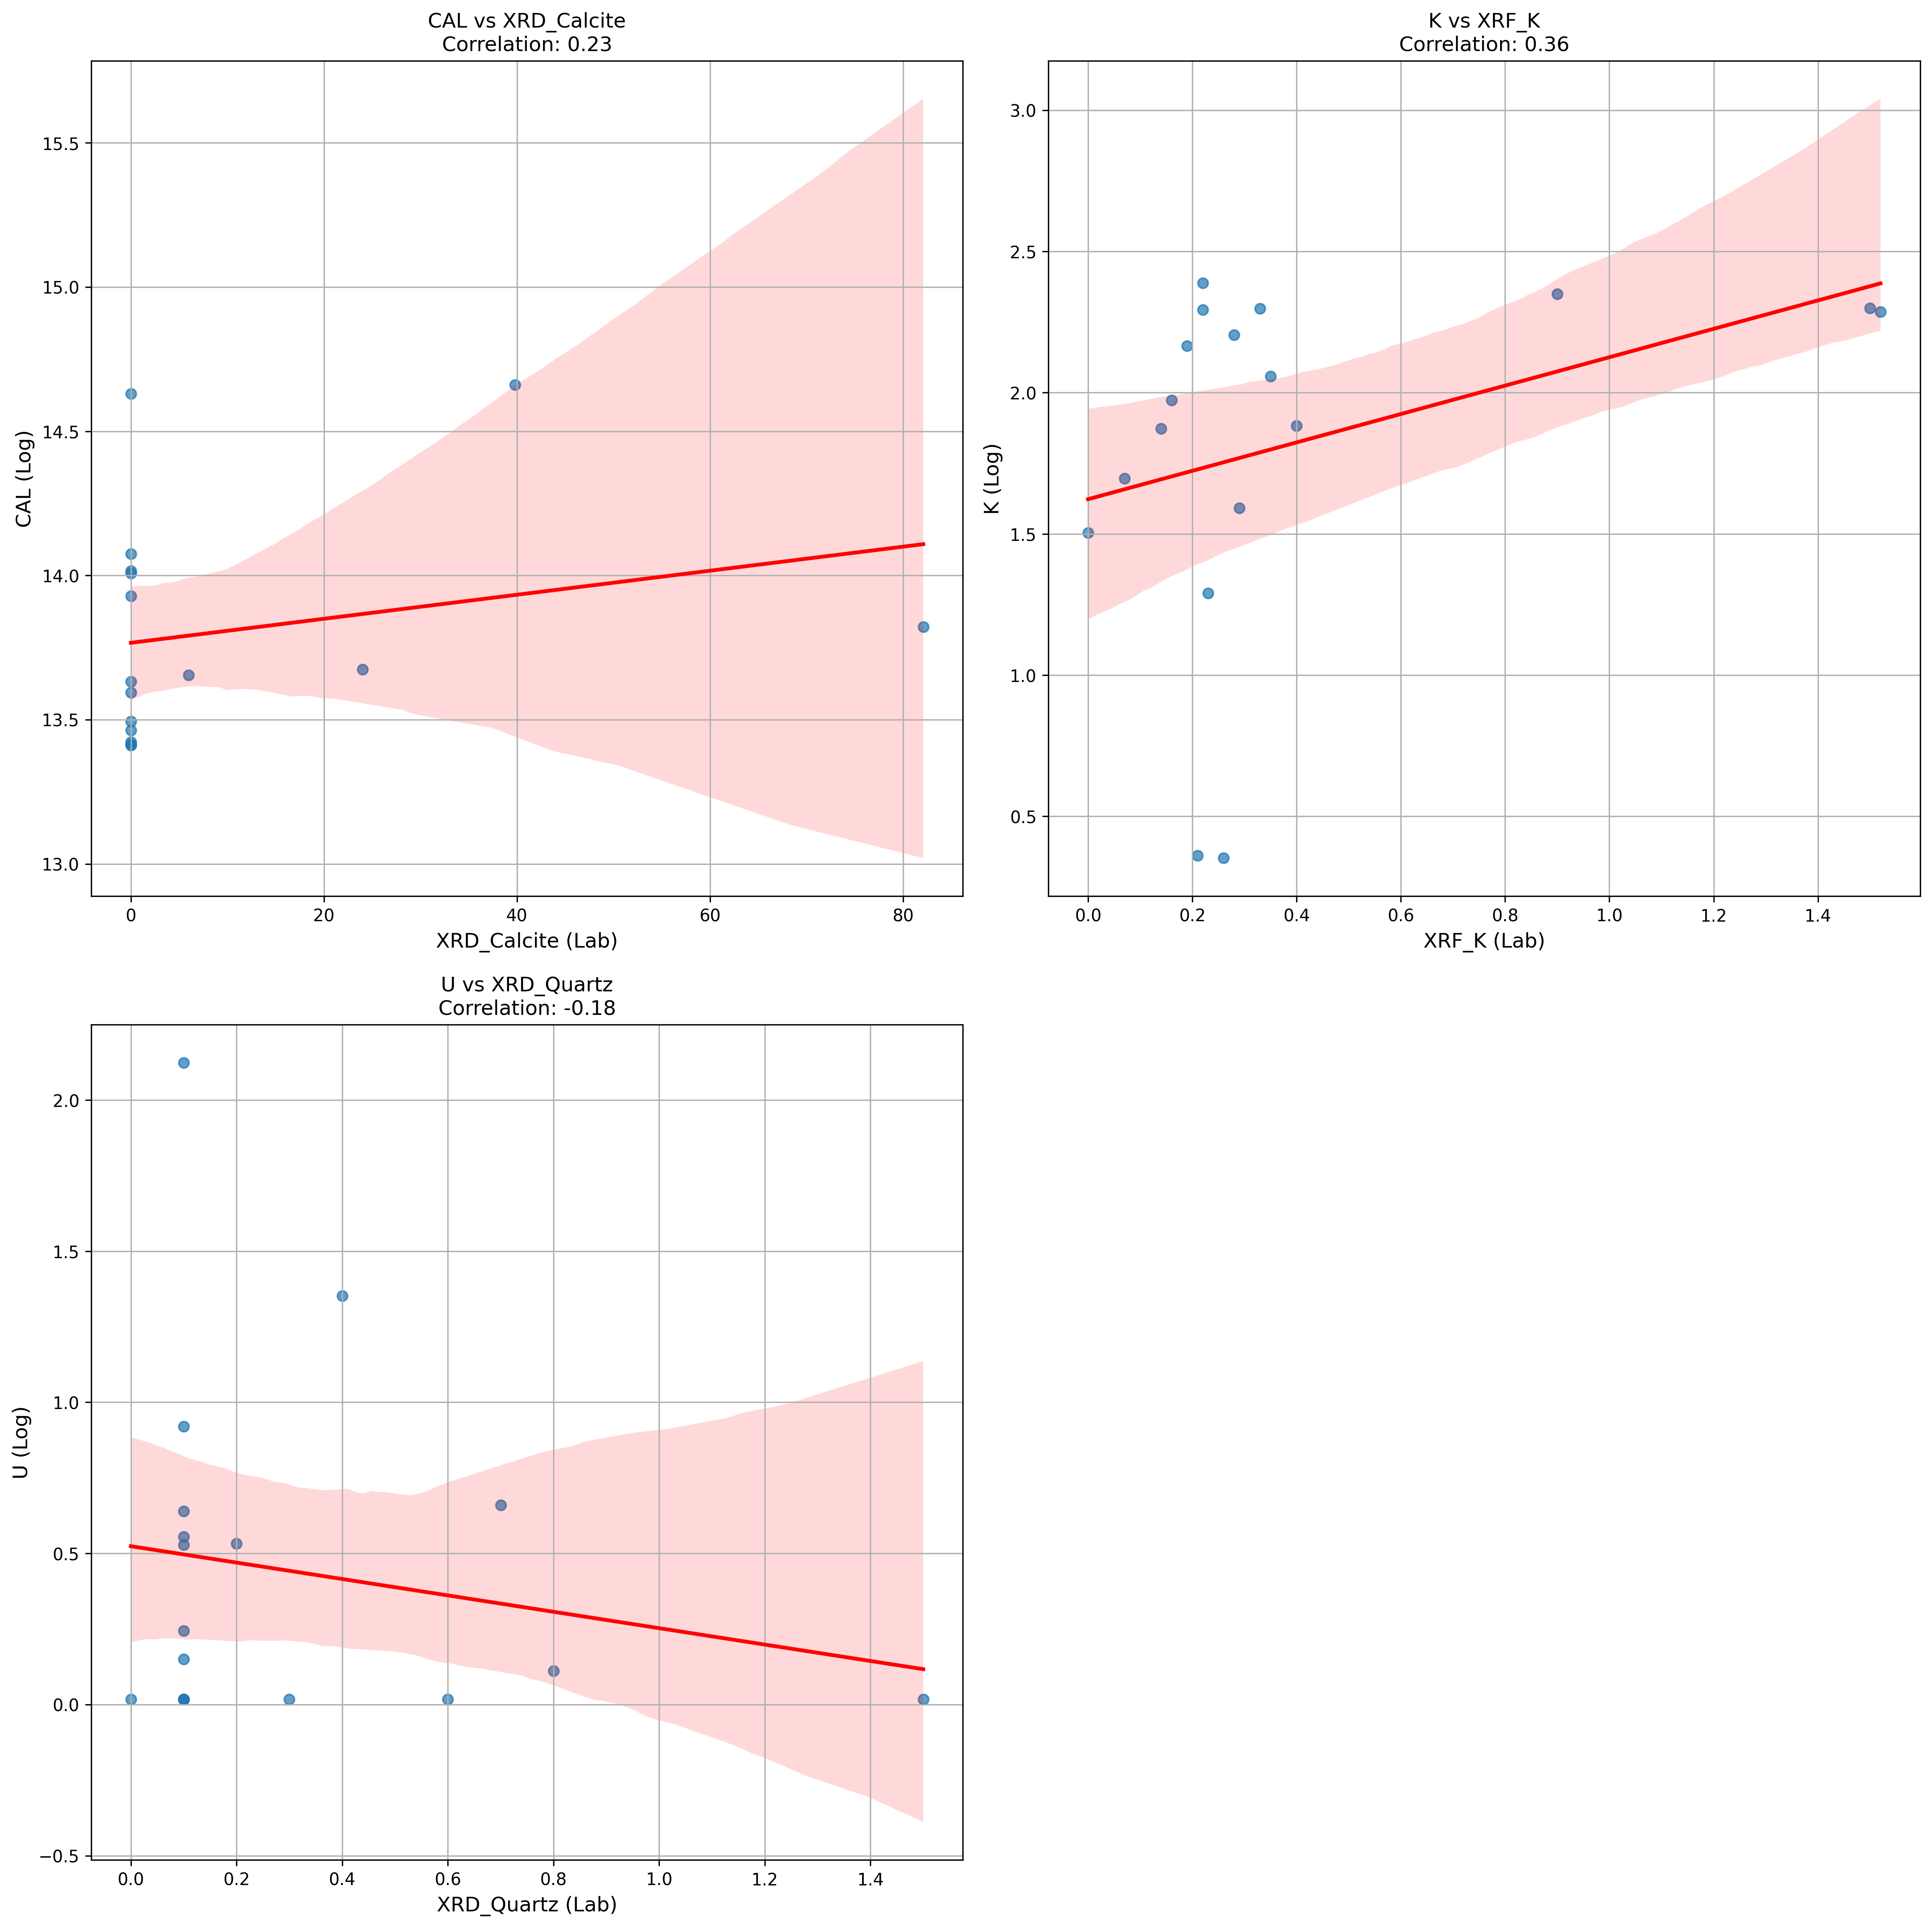 CAL vs XRD_Calcite
Correlation: 0.23
CAL (Log)
15.5
15.0
14.5
14.0
13.5
13.0
0 20 40 60 80
XRD_Calcite (Lab)
K vs XRF_K
Correlation: 0.36
K (Log)
3.0
2.5
2.0
1.5
1.0
0.5
0.0 0.2 0.4 0.6 0.8 1.0 1.2 1.4
XRF_K (Lab)
U vs XRD_Quartz
Correlation: -0.18
U (Log)
2.0
1.5
1.0
0.5
0.0
−0.5
0.0 0.2 0.4 0.6 0.8 1.0 1.2 1.4
XRD_Quartz (Lab)